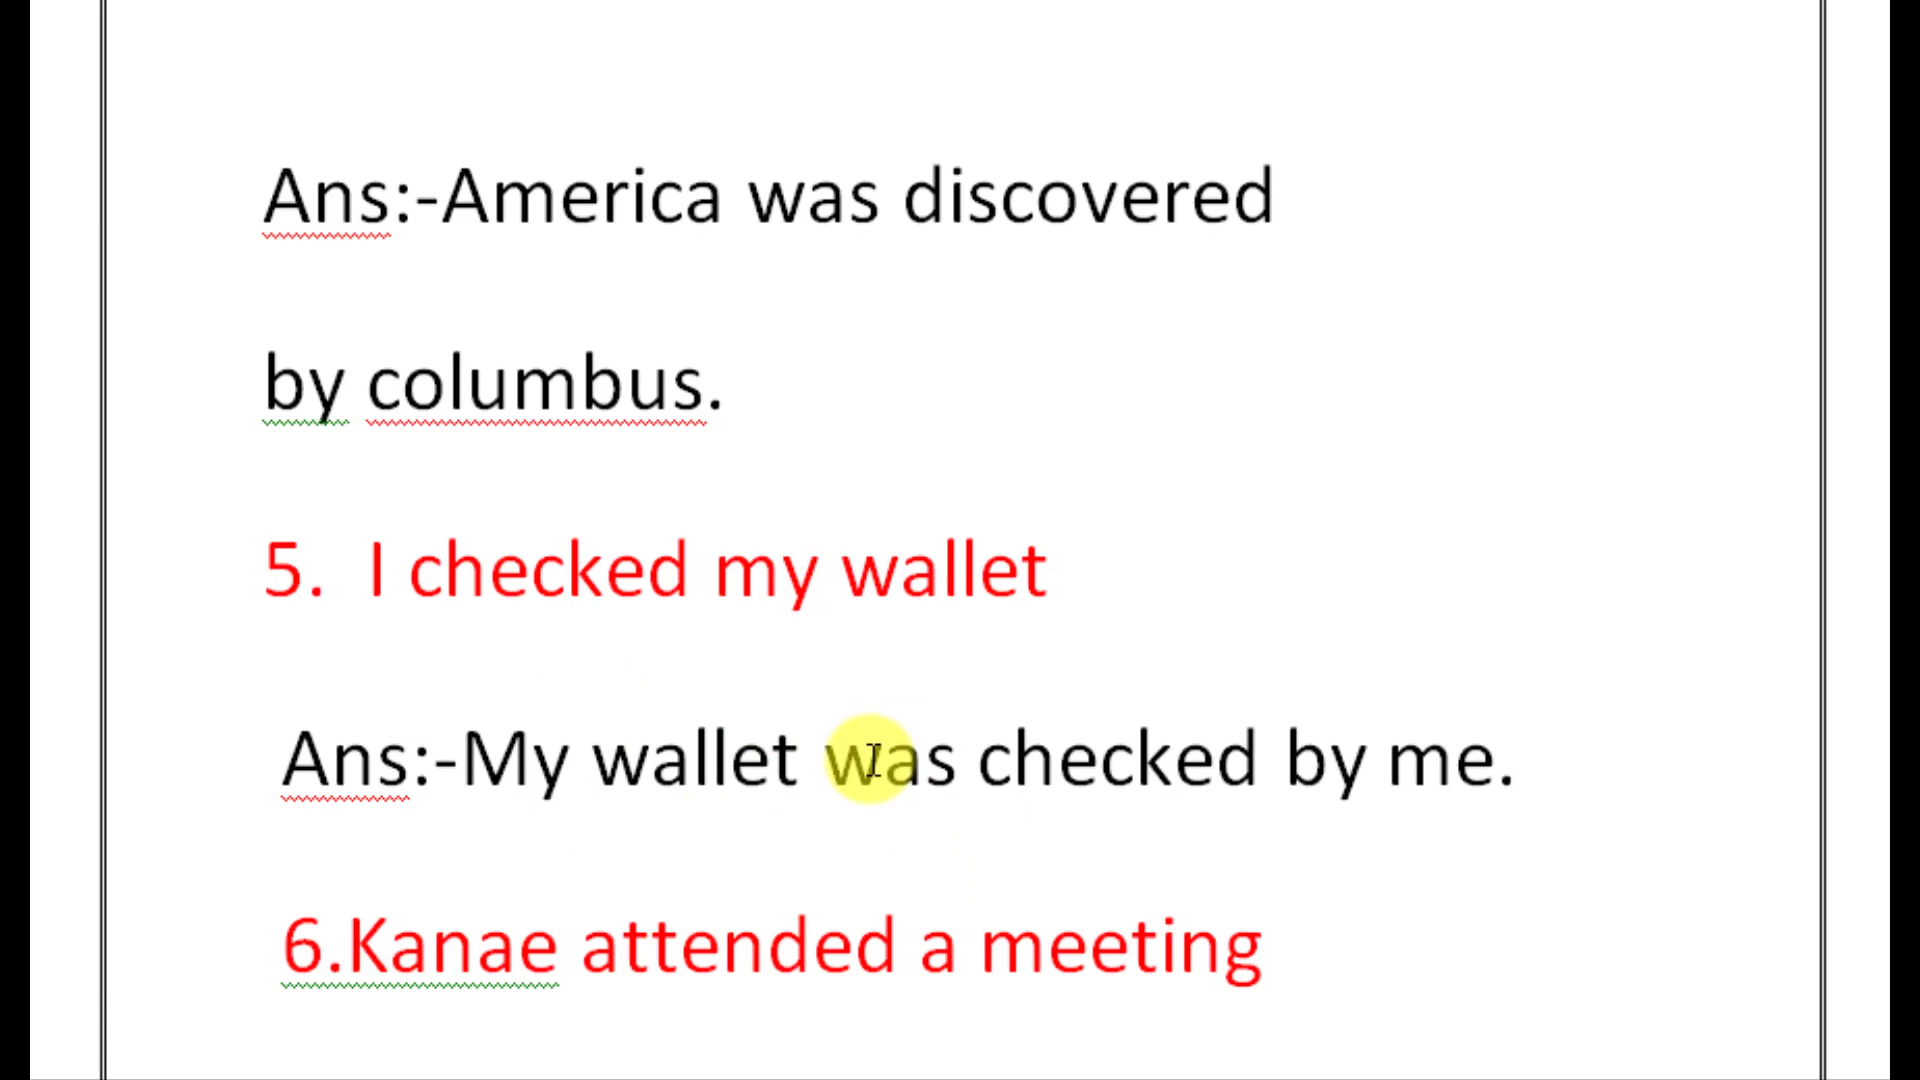 Ans:-America was discovered
by columbus.
5. I checked my wallet
Ans:-My wallet was checked by me.
6.Kanae attended a meeting